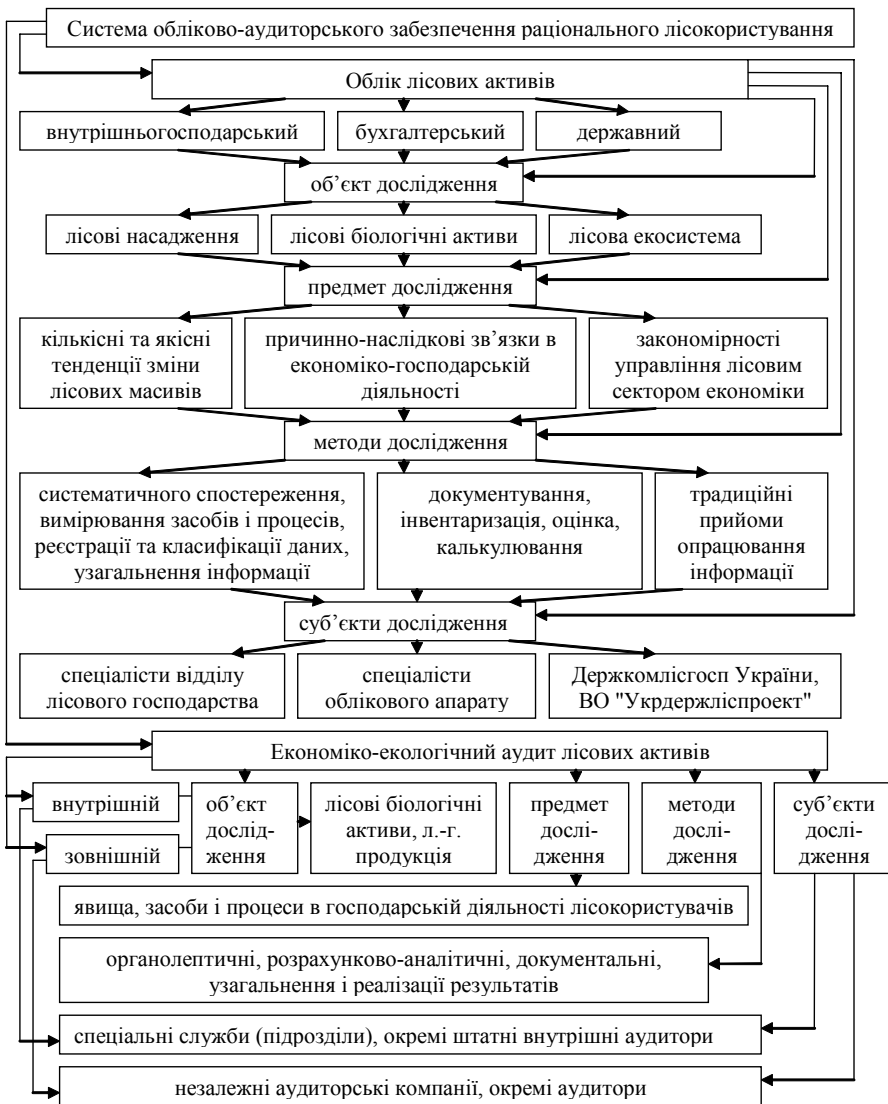 Система обліково-аудиторського забезпечення раціонального лісокористування
Облік лісових активів
внутрішньогосподарський
бухгалтерський
державний
об’єкт дослідження
лісові насадження
лісові біологічні активи
лісова екосистема
предмет дослідження
кількісні та якісні
тенденції зміни
лісових масивів
причинно-наслідкові зв’язки в
економіко-господарській
діяльності
закономірності
управління лісовим
сектором економіки
методи дослідження
систематичного спостереження,
вимірювання засобів і процесів,
реєстрації та класифікації даних,
узагальнення інформації
документування,
інвентаризація, оцінка,
калькулювання
традиційні
прийоми
опрацювання
інформації
суб’єкти дослідження
спеціалісти відділу
лісового господарства
спеціалісти
облікового апарату
Держкомлісгосп України,
ВО "Укрдержліспроект"
Економіко-екологічний аудит лісових активів
внутрішній
зовнішній
об’єкт
дослід-
ження
лісові біологічні
активи, л.-г.
продукція
предмет
дослі-
дження
методи
дослі-
дження
суб’єкти
дослі-
дження
явища, засоби і процеси в господарській діяльності лісокористувачів
органолептичні, розрахунково-аналітичні, документальні,
узагальнення і реалізації результатів
спеціальні служби (підрозділи), окремі штатні внутрішні аудитори
незалежні аудиторські компанії, окремі аудитори